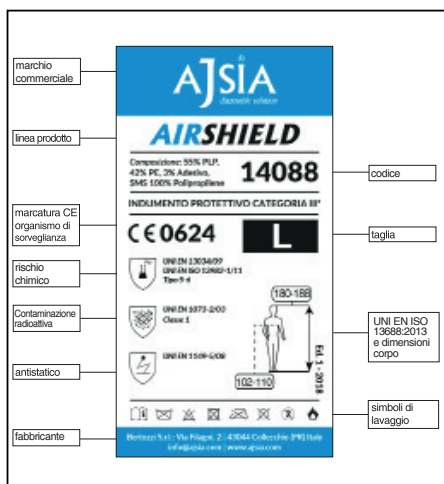 marchio
commerciale
linea prodotto
marcatura CE
organismo di
sorveglianza
rischio
chimico
Contaminazione
radioattiva
antistatico
fabbricante
AJSIA
disposable solution
AIRSHIELD
Composizione: 55% PLP,
42% PE, 3% Adesivo,
SMS 100% Polipropilene
14088
INDUMENTO PROTETTIVO CATEGORIA III°
CE 0624
L
UNI EN 13034/09
UNI EN ISO 13982-1/11
Tipo 5-6
UNI EN 1073-2/03
Classe 1
UNI EN 1149-5/08
180-188
102-110
Ed. 1 - 2018
Bertozzi S.r.l.: Via Filagni, 2 | 43044 Collecchio (PR) Italy
info@ajsia.com | www.ajsia.com
codice
taglia
UNI EN ISO
13688:2013
e dimensioni
corpo
simboli di
lavaggio